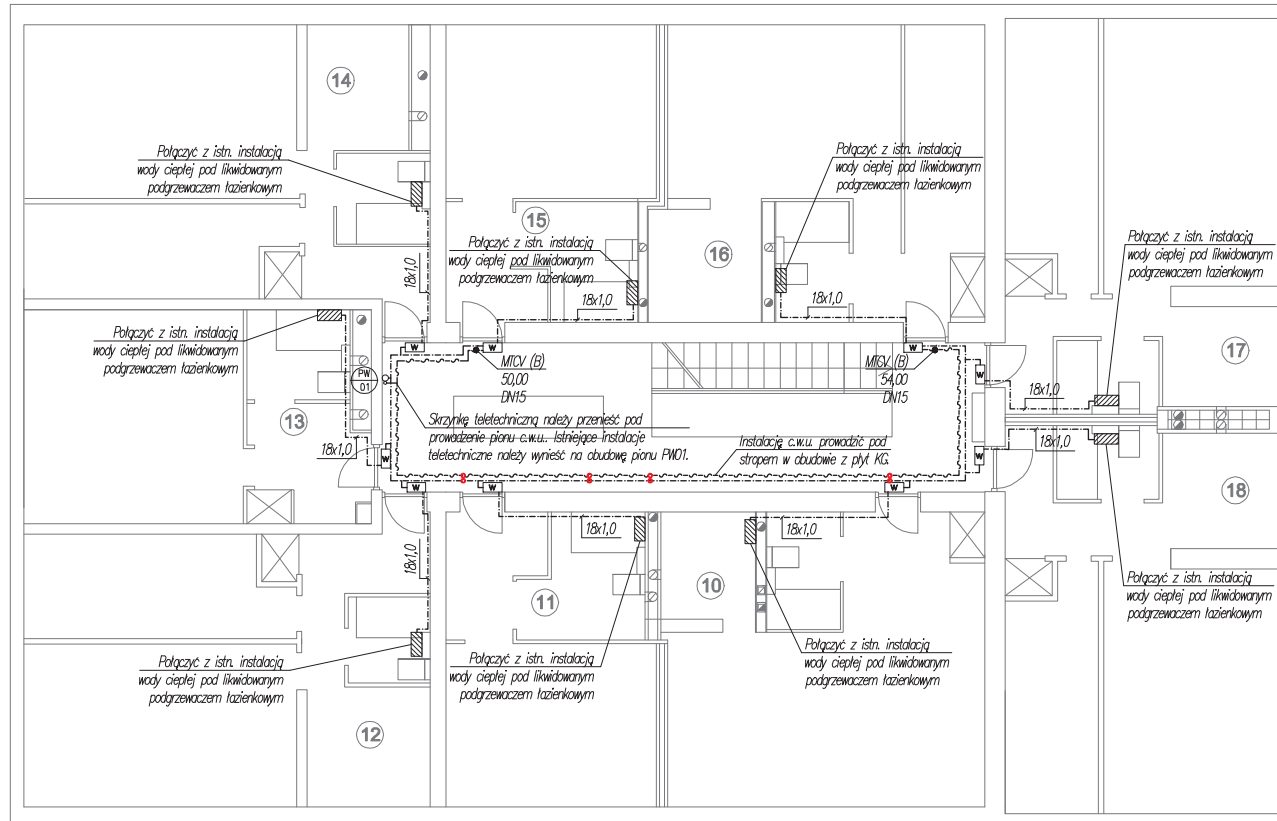 14
Połączyć z istn. instalacją
wody ciepłej pod likwidowanym
podgrzewaczem łazienkowym
Połączyć z istn. instalacją
wody ciepłej pod likwidowanym
podgrzewaczem łazienkowym
15
Połączyć z istn. instalacją
wody ciepłej pod likwidowanym
podgrzewaczem łazienkowym
16
Połączyć z istn. instalacją
wody ciepłej pod likwidowanym
podgrzewaczem łazienkowym
18x1,0
18x1,0
18x1,0
Połączyć z istn. instalacją
wody ciepłej pod likwidowanym
podgrzewaczem łazienkowym
17
W
W
W
MTCV (B)
50,00
DN15
MTCV (B)
54,00
DN15
W
PW
01
18x1,0
13
Skrzynkę teletechniczną należy przenieść pod
prowadzenie pionu c.w.u.. Istniejące instalacje
teletechniczne należy wynieść na obudowę pionu PW01.
Instalację c.w.u. prowadzić pod
stropem w obudowie z płyt KG.
18x1,0
18x1,0
W
W
W
W
W
18
18x1,0
18x1,0
18x1,0
Połączyć z istn. instalacją
wody ciepłej pod likwidowanym
podgrzewaczem łazienkowym
10
11
Połączyć z istn. instalacją
wody ciepłej pod likwidowanym
podgrzewaczem łazienkowym
Połączyć z istn. instalacją
wody ciepłej pod likwidowanym
podgrzewaczem łazienkowym
Połączyć z istn. instalacją
wody ciepłej pod likwidowanym
podgrzewaczem łazienkowym
12